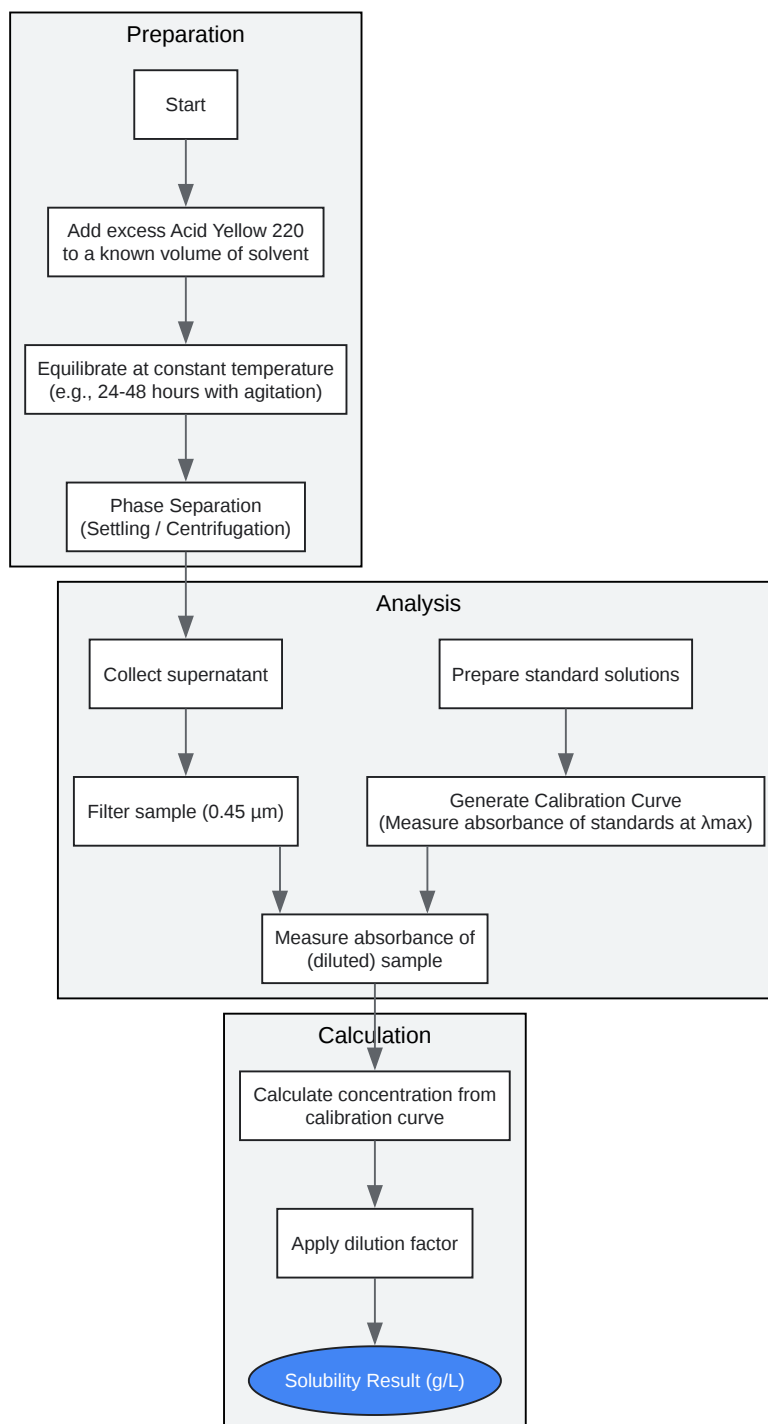 Preparation
Start
Add excess Acid Yellow 220
to a known volume of solvent
Equilibrate at constant temperature
(e.g., 24-48 hours with agitation)
Phase Separation
(Settling / Centrifugation)
Analysis
Collect supernatant
Prepare standard solutions
Filter sample (0.45 µm)
Generate Calibration Curve
(Measure absorbance of standards at λmax)
Measure absorbance of
(diluted) sample
Calculation
Calculate concentration from
calibration curve
Apply dilution factor
Solubility Result (g/L)